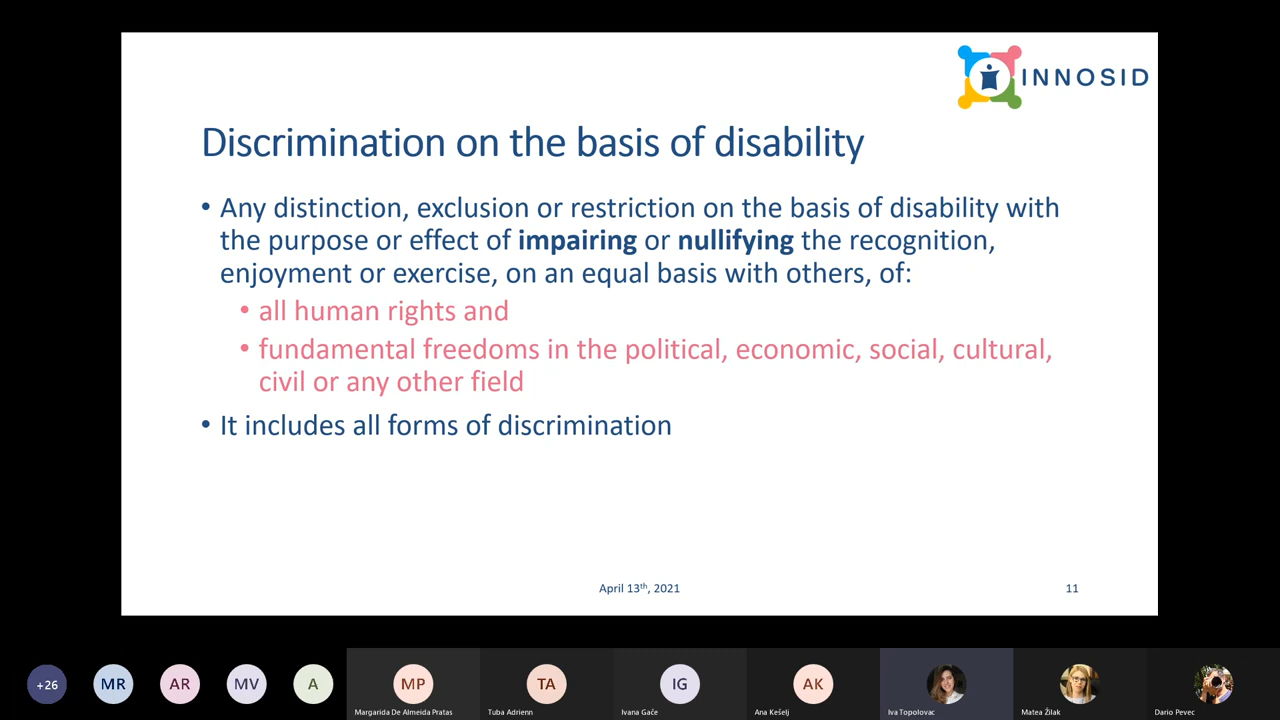 INNOSID
Discrimination on the basis of disability
• Any distinction, exclusion or restriction on the basis of disability with
the purpose or effect of impairing or nullifying the recognition,
enjoyment or exercise, on an equal basis with others, of:
• all human rights and
• fundamental freedoms in the political, economic, social, cultural,
civil or any other field
• It includes all forms of discrimination
April 13th, 2021
11
+26
MR
AR
MV
A
MP
TA
IG
AK
Margarida De Almeida Pratas
Tuba Adrienn
Ivana Gaće
Ana Kešelj
Iva Topolovac
Matea Žilak
Dario Pevec